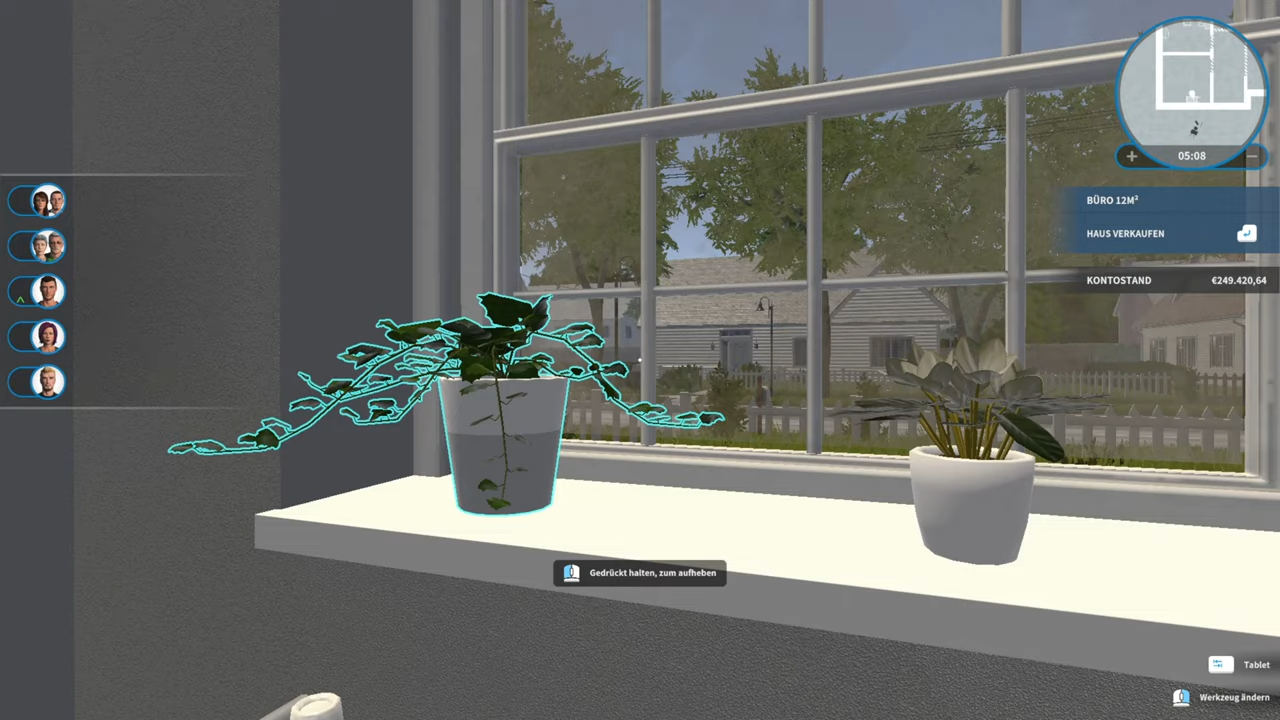 05:08
BÜRO 12M²
HAUS VERKAUFEN
KONTOSTAND €249.420,64
Gedrückt halten, zum aufheben
Tablet
Werkzeug ändern